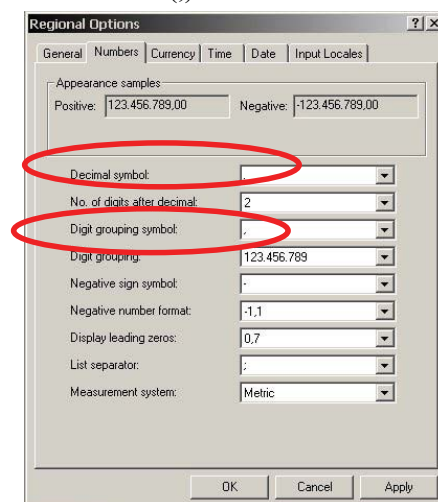 (,,)
Regional Options
General Numbers Currency Time Date Input Locales
Appearance samples
Positive: 123.456.789,00 Negative: -123.456.789,00
Decimal symbol: .
No. of digits after decimal: 2
Digit grouping symbol: ,
Digit grouping: 123.456.789
Negative sign symbol: -
Negative number format: -1,1
Display leading zeros: 0,7
List separator: ;
Measurement system: Metric
OK Cancel Apply